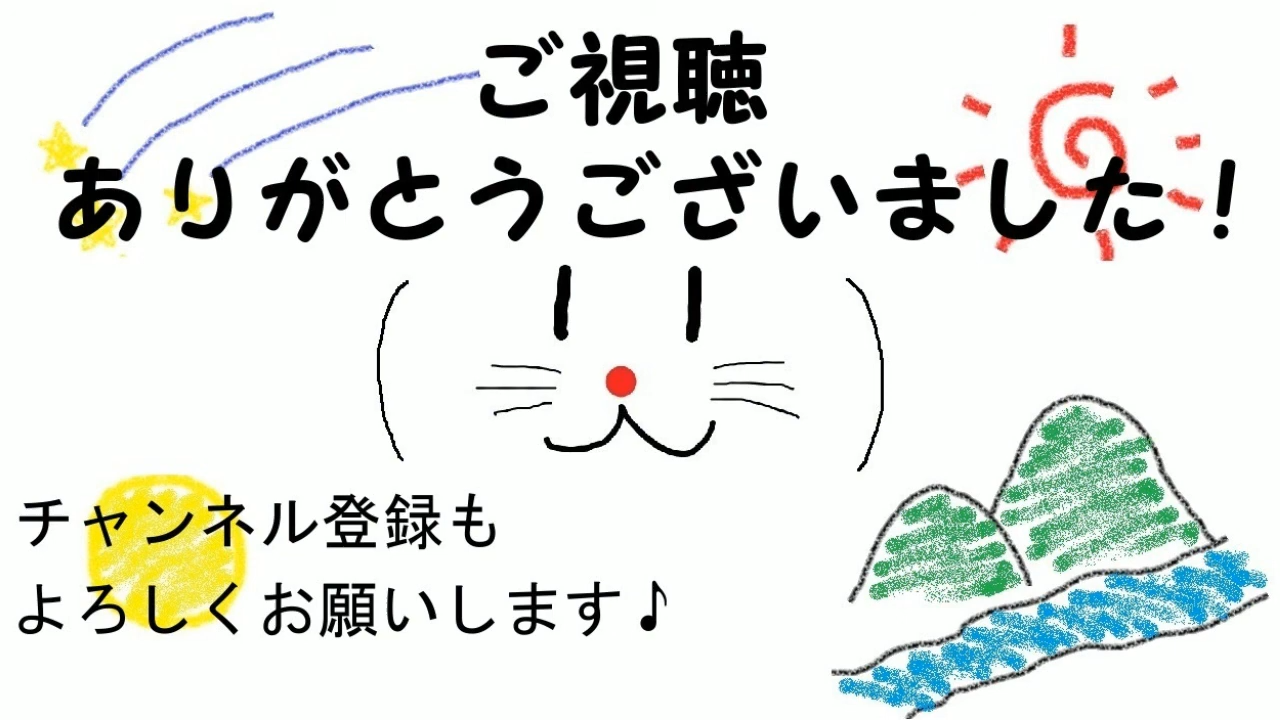 ご視聴
ありがとうございました！
チャンネル登録も
よろしくお願いします♪